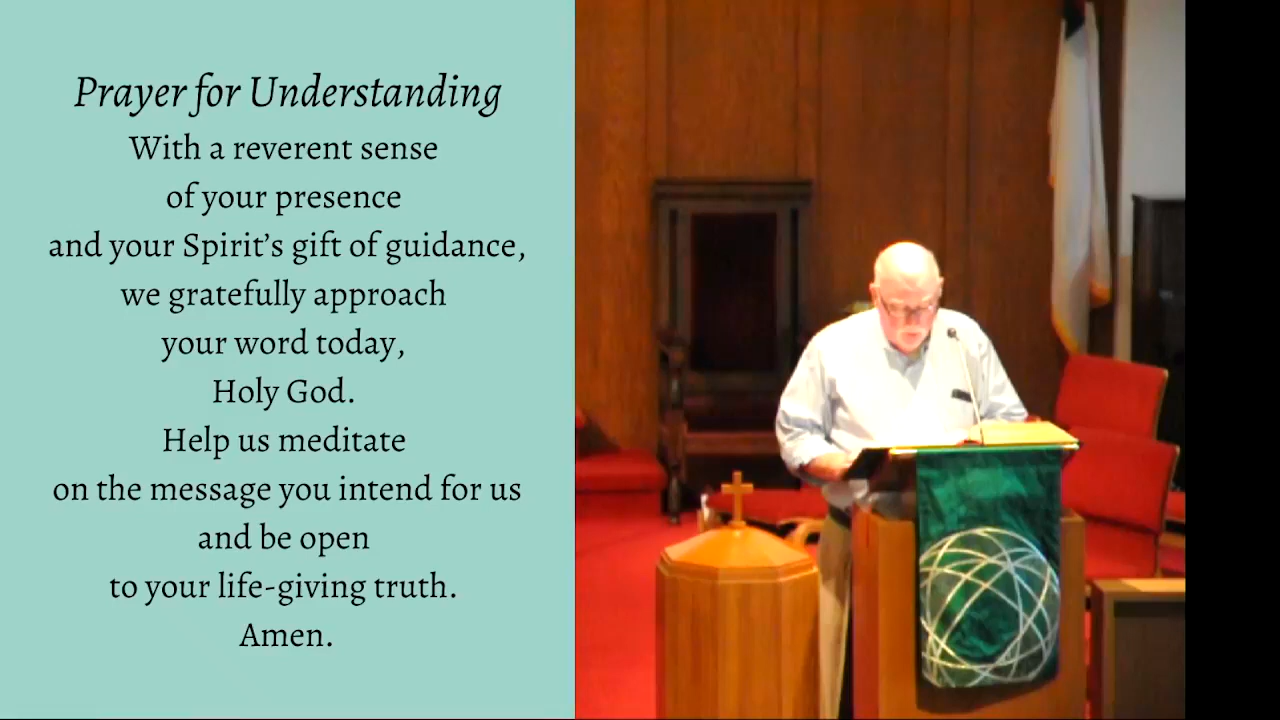 Prayer for Understanding
With a reverent sense
of your presence
and your Spirit’s gift of guidance,
we gratefully approach
your word today,
Holy God.
Help us meditate
on the message you intend for us
and be open
to your life-giving truth.
Amen.